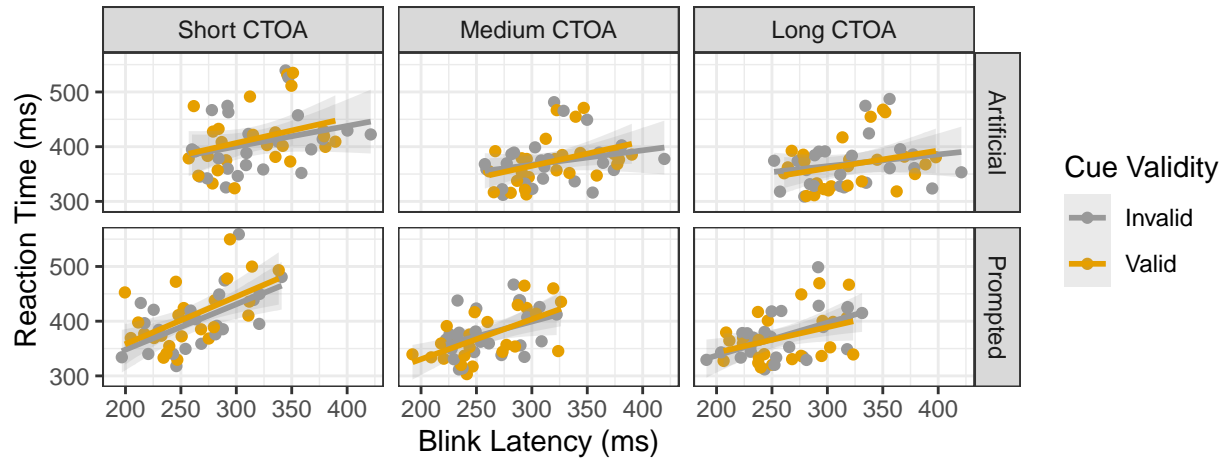 Short CTOA Medium CTOA Long CTOA
Reaction Time (ms)
500
400
300
Artificial
500
400
300
Prompted
200 250 300 350 400 200 250 300 350 400 200 250 300 350 400
Blink Latency (ms)
Cue Validity
Invalid
Valid